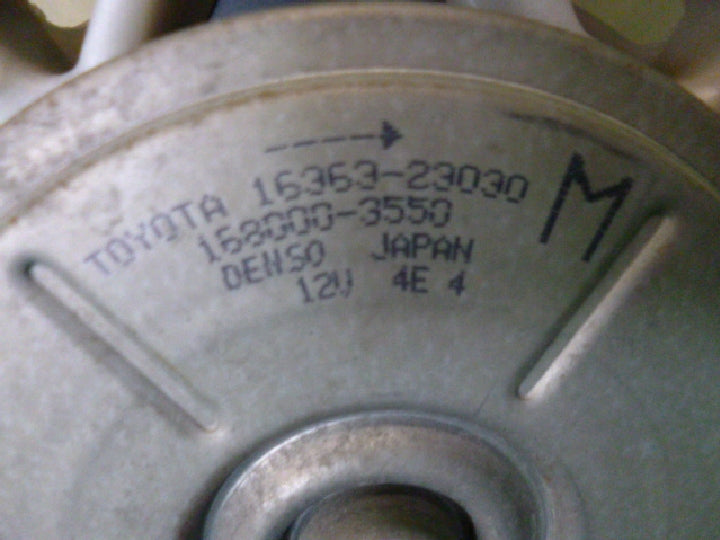 TOYOTA 16363-23030
168000-3550
DENSO JAPAN
12V 4E 4
M